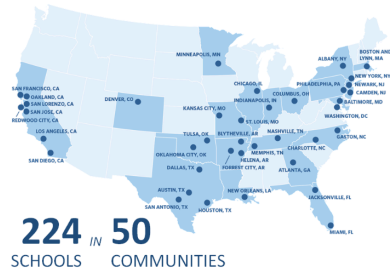 MINNEAPOLIS, MN
BOSTON AND
LYNN, MA
ALBANY, NY
NEW YORK, NY
NEWARK, NJ
CAMDEN, NJ
PHILADELPHIA, PA
BALTIMORE, MD
WASHINGTON, DC
CHICAGO, IL
COLUMBUS, OH
INDIANAPOLIS, IN
SAN FRANCISCO, CA
OAKLAND, CA
SAN LORENZO, CA
SAN JOSE, CA
REDWOOD CITY, CA
DENVER, CO
KANSAS CITY, MO
ST. LOUIS, MO
LOS ANGELES, CA
SAN DIEGO, CA
TULSA, OK
OKLAHOMA CITY, OK
BLYTHEVILLE, AR
NASHVILLE, TN
MEMPHIS, TN
HELENA, AR
FORREST CITY, AR
CHARLOTTE, NC
GASTON, NC
ATLANTA, GA
DALLAS, TX
AUSTIN, TX
SAN ANTONIO, TX
HOUSTON, TX
NEW ORLEANS, LA
JACKSONVILLE, FL
MIAMI, FL
224 IN 50
SCHOOLS COMMUNITIES